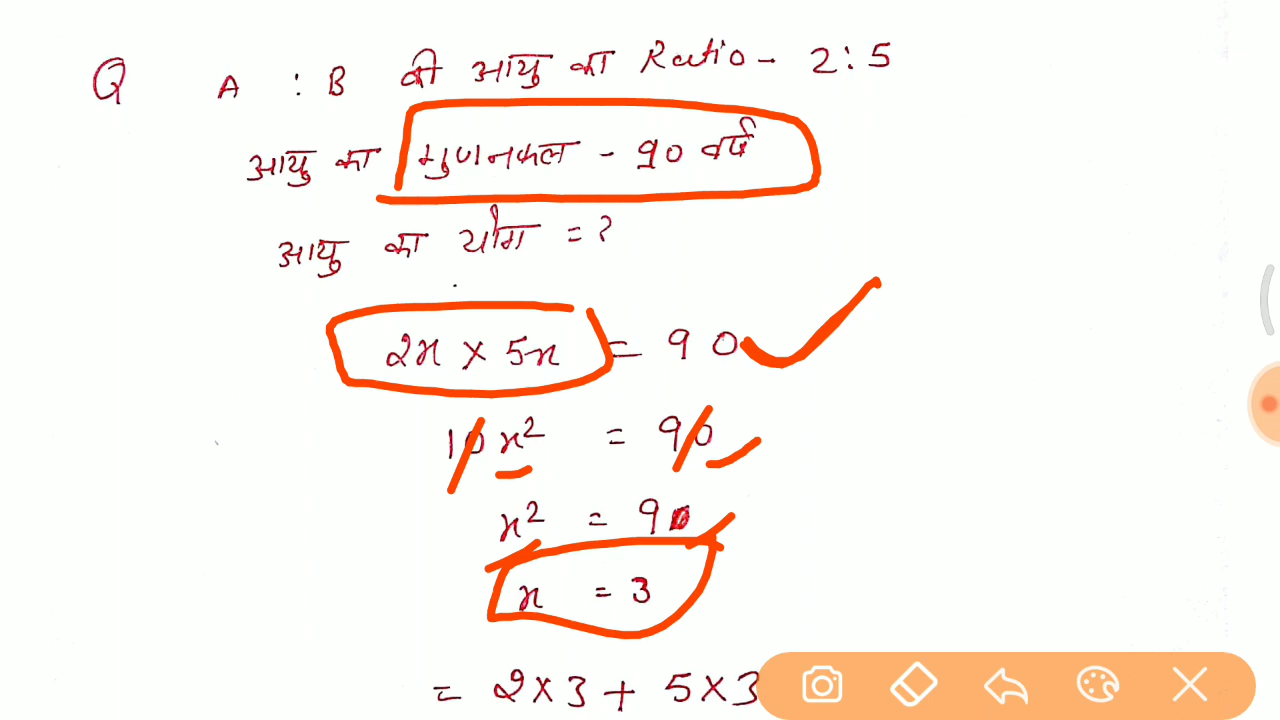 Q A : B की आयु का Ratio - 2:5
आयु का गुणनफल - 90 वर्ष
आयु का योग = ?
2x × 5x = 90
10x² = 90
x² = 9
x = 3
= 2×3 + 5×3